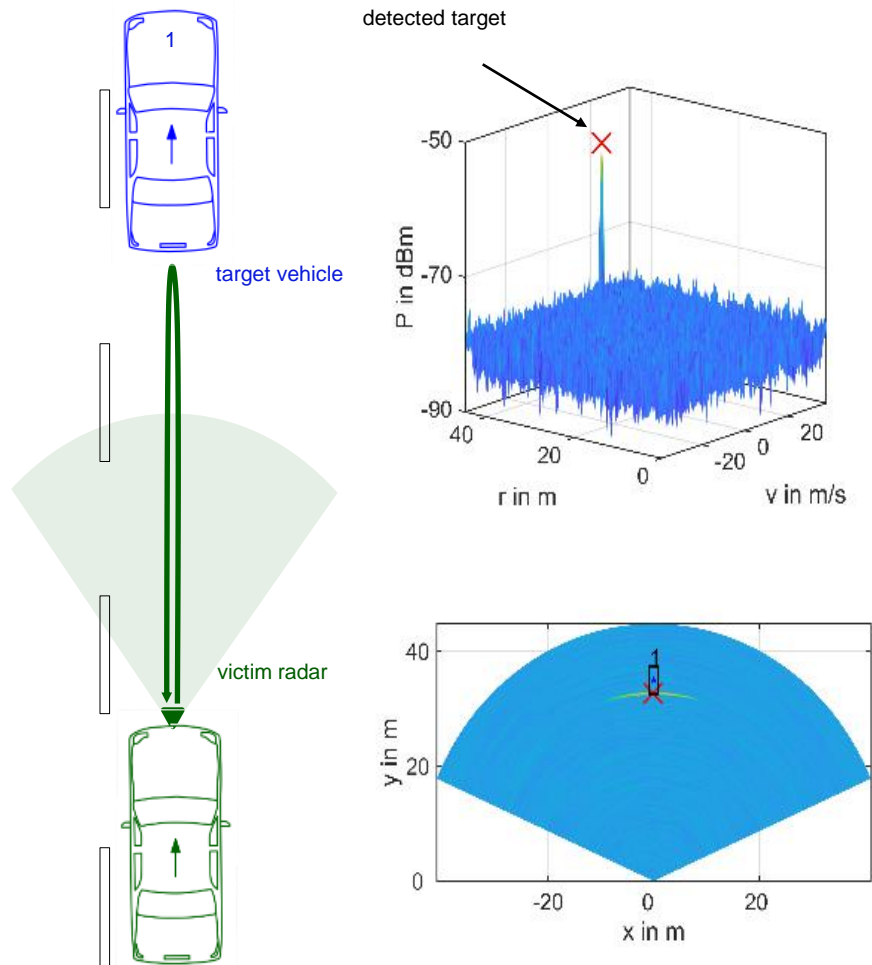 detected target
1
target vehicle
victim radar
-50
-70
-90
P in dBm
40
20
0
r in m
-20
0
20
v in m/s
1
40
20
0
y in m
-20
0
20
x in m